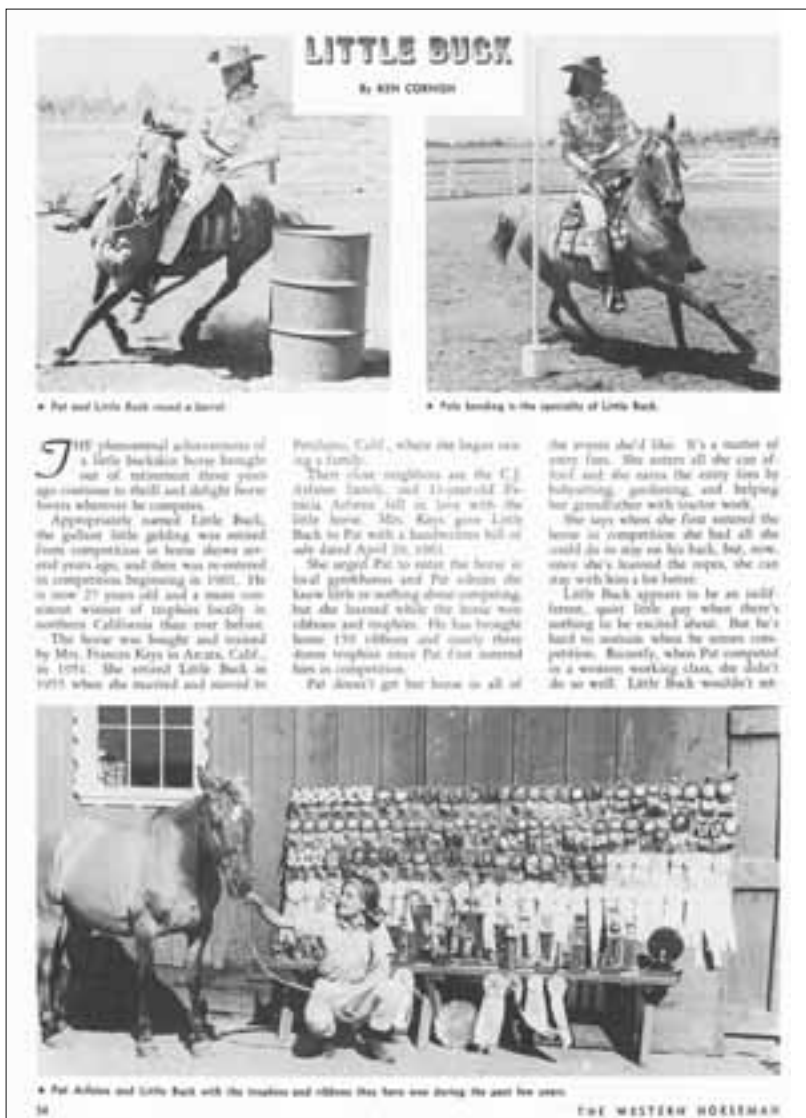 LITTLE BUCK
By KEN CORNISH
Pat and Little Buck round a barrel.
Pole bending is the specialty of Little Buck.
THE phenomenal achievements of
a little buckskin horse brought
out of retirement three years
ago continue to thrill and delight horse
lovers wherever he competes.
Appropriately named Little Buck,
the gallant little gelding was retired
from competition in horse shows sev-
eral years ago, and then was re-entered
in competition beginning in 1961. He
is now 27 years old and a more con-
sistent winner of trophies locally in
northern California than ever before.
The horse was bought and trained
by Mrs. Frances Keys in Arcata, Calif.,
in 1951. She retired Little Buck in
1955 when she married and moved to
Calif., where she began rais-
ing a family.
Their close neighbors are the C.J.
family, and 13-year-old Pa-
tricia fell in love with the
little horse. Mrs. Keys gave Little
Buck to Pat with a handwritten bill of
sale dated April 1961.
She urged Pat to enter the horse in
local gymkhanas and Pat admits she
knew little or nothing about competing,
but she learned while the horse won
ribbons and trophies. He has brought
home 150 ribbons and nearly three
dozen trophies since Pat first entered
him in competition.
Pat doesn't get her horse in all of
the events she'd like. It's a matter of
entry fees. She enters all she can af-
ford and she earns the entry fees by
babysitting, gardening, and helping
her grandfather with tractor work.
She says when she first entered the
horse in competition she had all she
could do to stay on his back, but, now,
since she's learned the ropes, she can
stay with him a lot better.
Little Buck appears to be an indif-
ferent, quiet little guy when there's
nothing to be excited about. But he's
hard to restrain when he senses com-
petition. Recently, when Pat competed
in a western working class, she didn't
do so well. Little Buck wouldn't set-
Pat and Little Buck with the trophies and ribbons they have won during the past few years.
THE WESTERN HORSEMAN